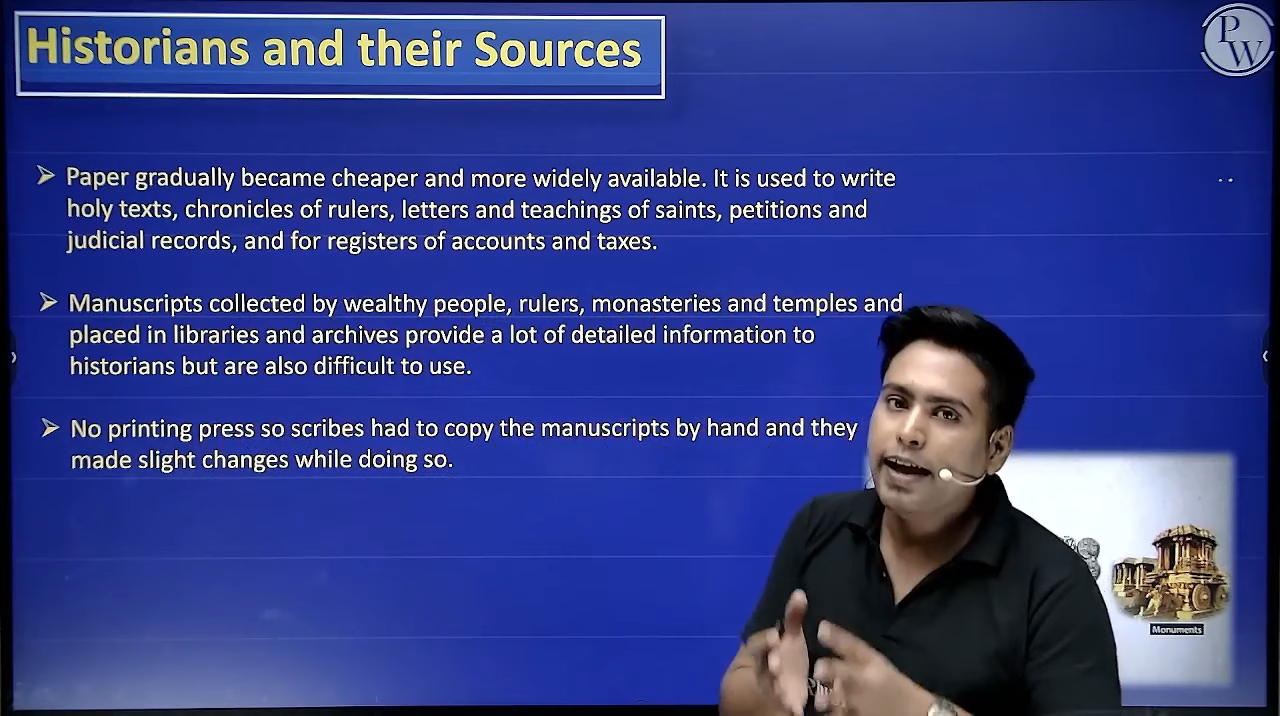 Historians and their Sources
PW
➤ Paper gradually became cheaper and more widely available. It is used to write
holy texts, chronicles of rulers, letters and teachings of saints, petitions and
judicial records, and for registers of accounts and taxes.
➤ Manuscripts collected by wealthy people, rulers, monasteries and temples and
placed in libraries and archives provide a lot of detailed information to
historians but are also difficult to use.
➤ No printing press so scribes had to copy the manuscripts by hand and they
made slight changes while doing so.
Monuments